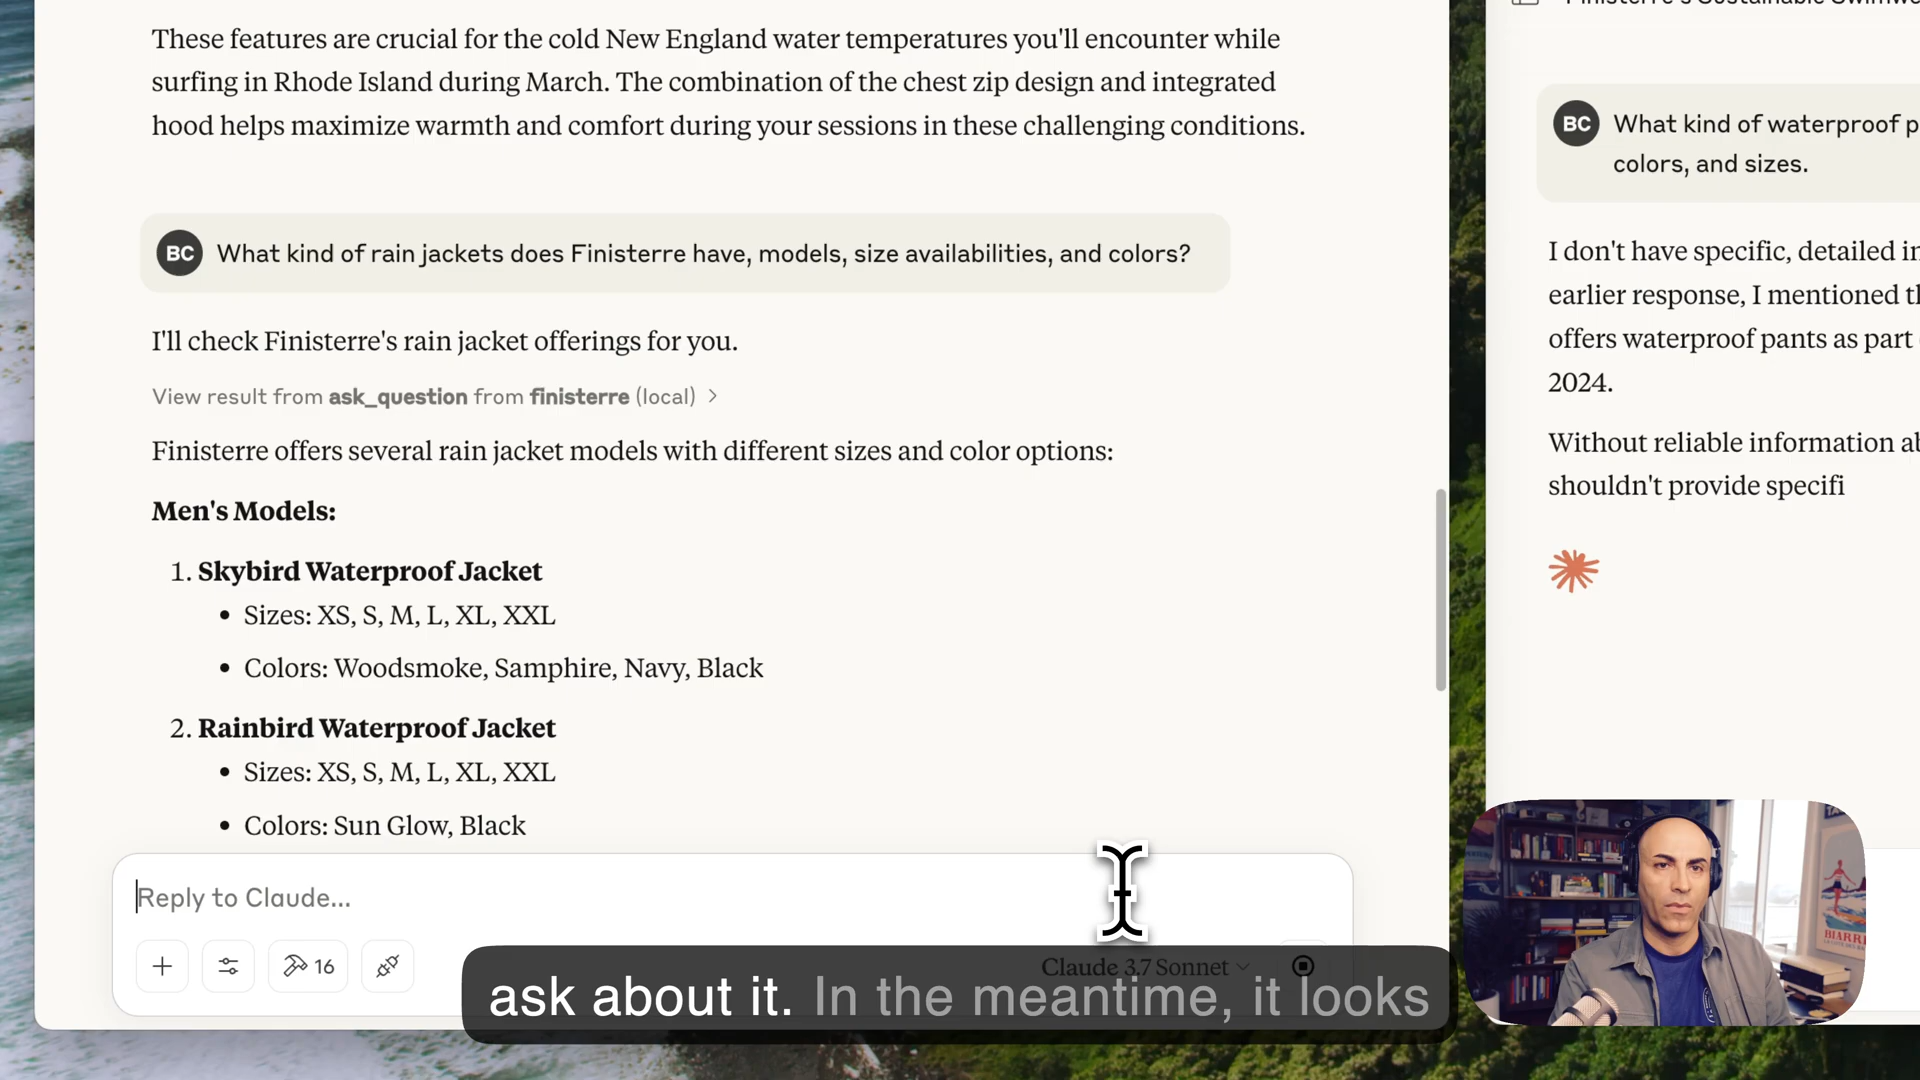 These features are crucial for the cold New England water temperatures you'll encounter while
surfing in Rhode Island during March. The combination of the chest zip design and integrated
hood helps maximize warmth and comfort during your sessions in these challenging conditions.
BC What kind of rain jackets does Finisterre have, models, size availabilities, and colors?
I'll check Finisterre's rain jacket offerings for you.
View result from ask_question from finisterre (local)
Finisterre offers several rain jacket models with different sizes and color options:
Men's Models:
1. Skybird Waterproof Jacket
• Sizes: XS, S, M, L, XL, XXL
• Colors: Woodsmoke, Samphire, Navy, Black
2. Rainbird Waterproof Jacket
• Sizes: XS, S, M, L, XL, XXL
• Colors: Sun Glow, Black
Reply to Claude...
16
Claude 3.7 Sonnet
ask about it. In the meantime, it looks
BC What kind of waterproof p
colors, and sizes.
I don't have specific, detailed in
earlier response, I mentioned th
offers waterproof pants as part
2024.
Without reliable information ab
shouldn't provide specifi
BIARR